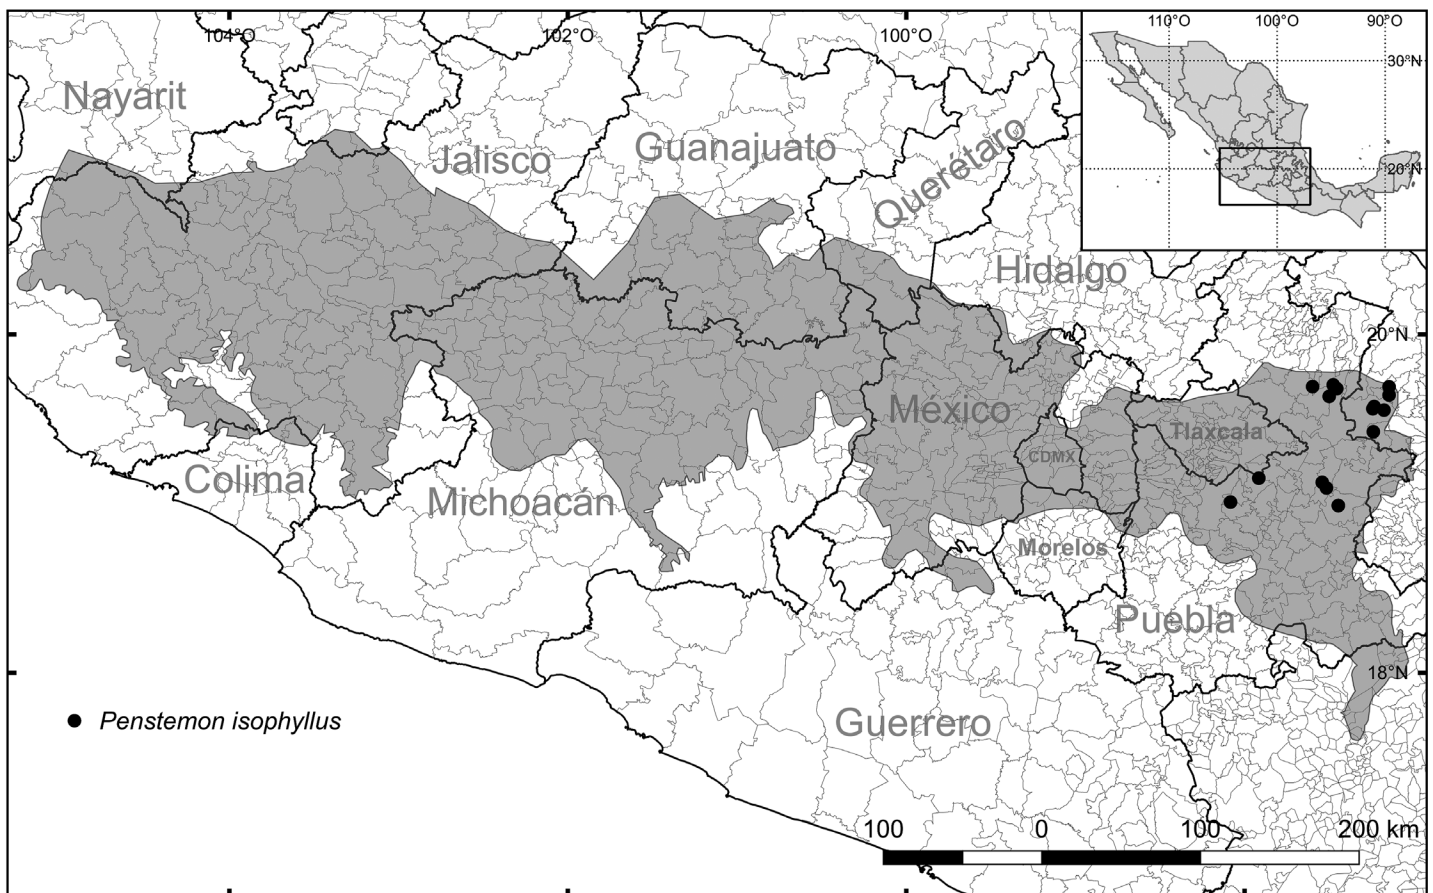 104°O
102°O
100°O
110°O
100°O
90°O
30°N
20°N
Nayarit
Jalisco
Guanajuato
Querétaro
Hidalgo
20°N
México
Tlaxcala
CDMX
Colima
Michoacán
Morelos
Puebla
18°N
Penstemon isophyllus
Guerrero
100 0 100 200 km